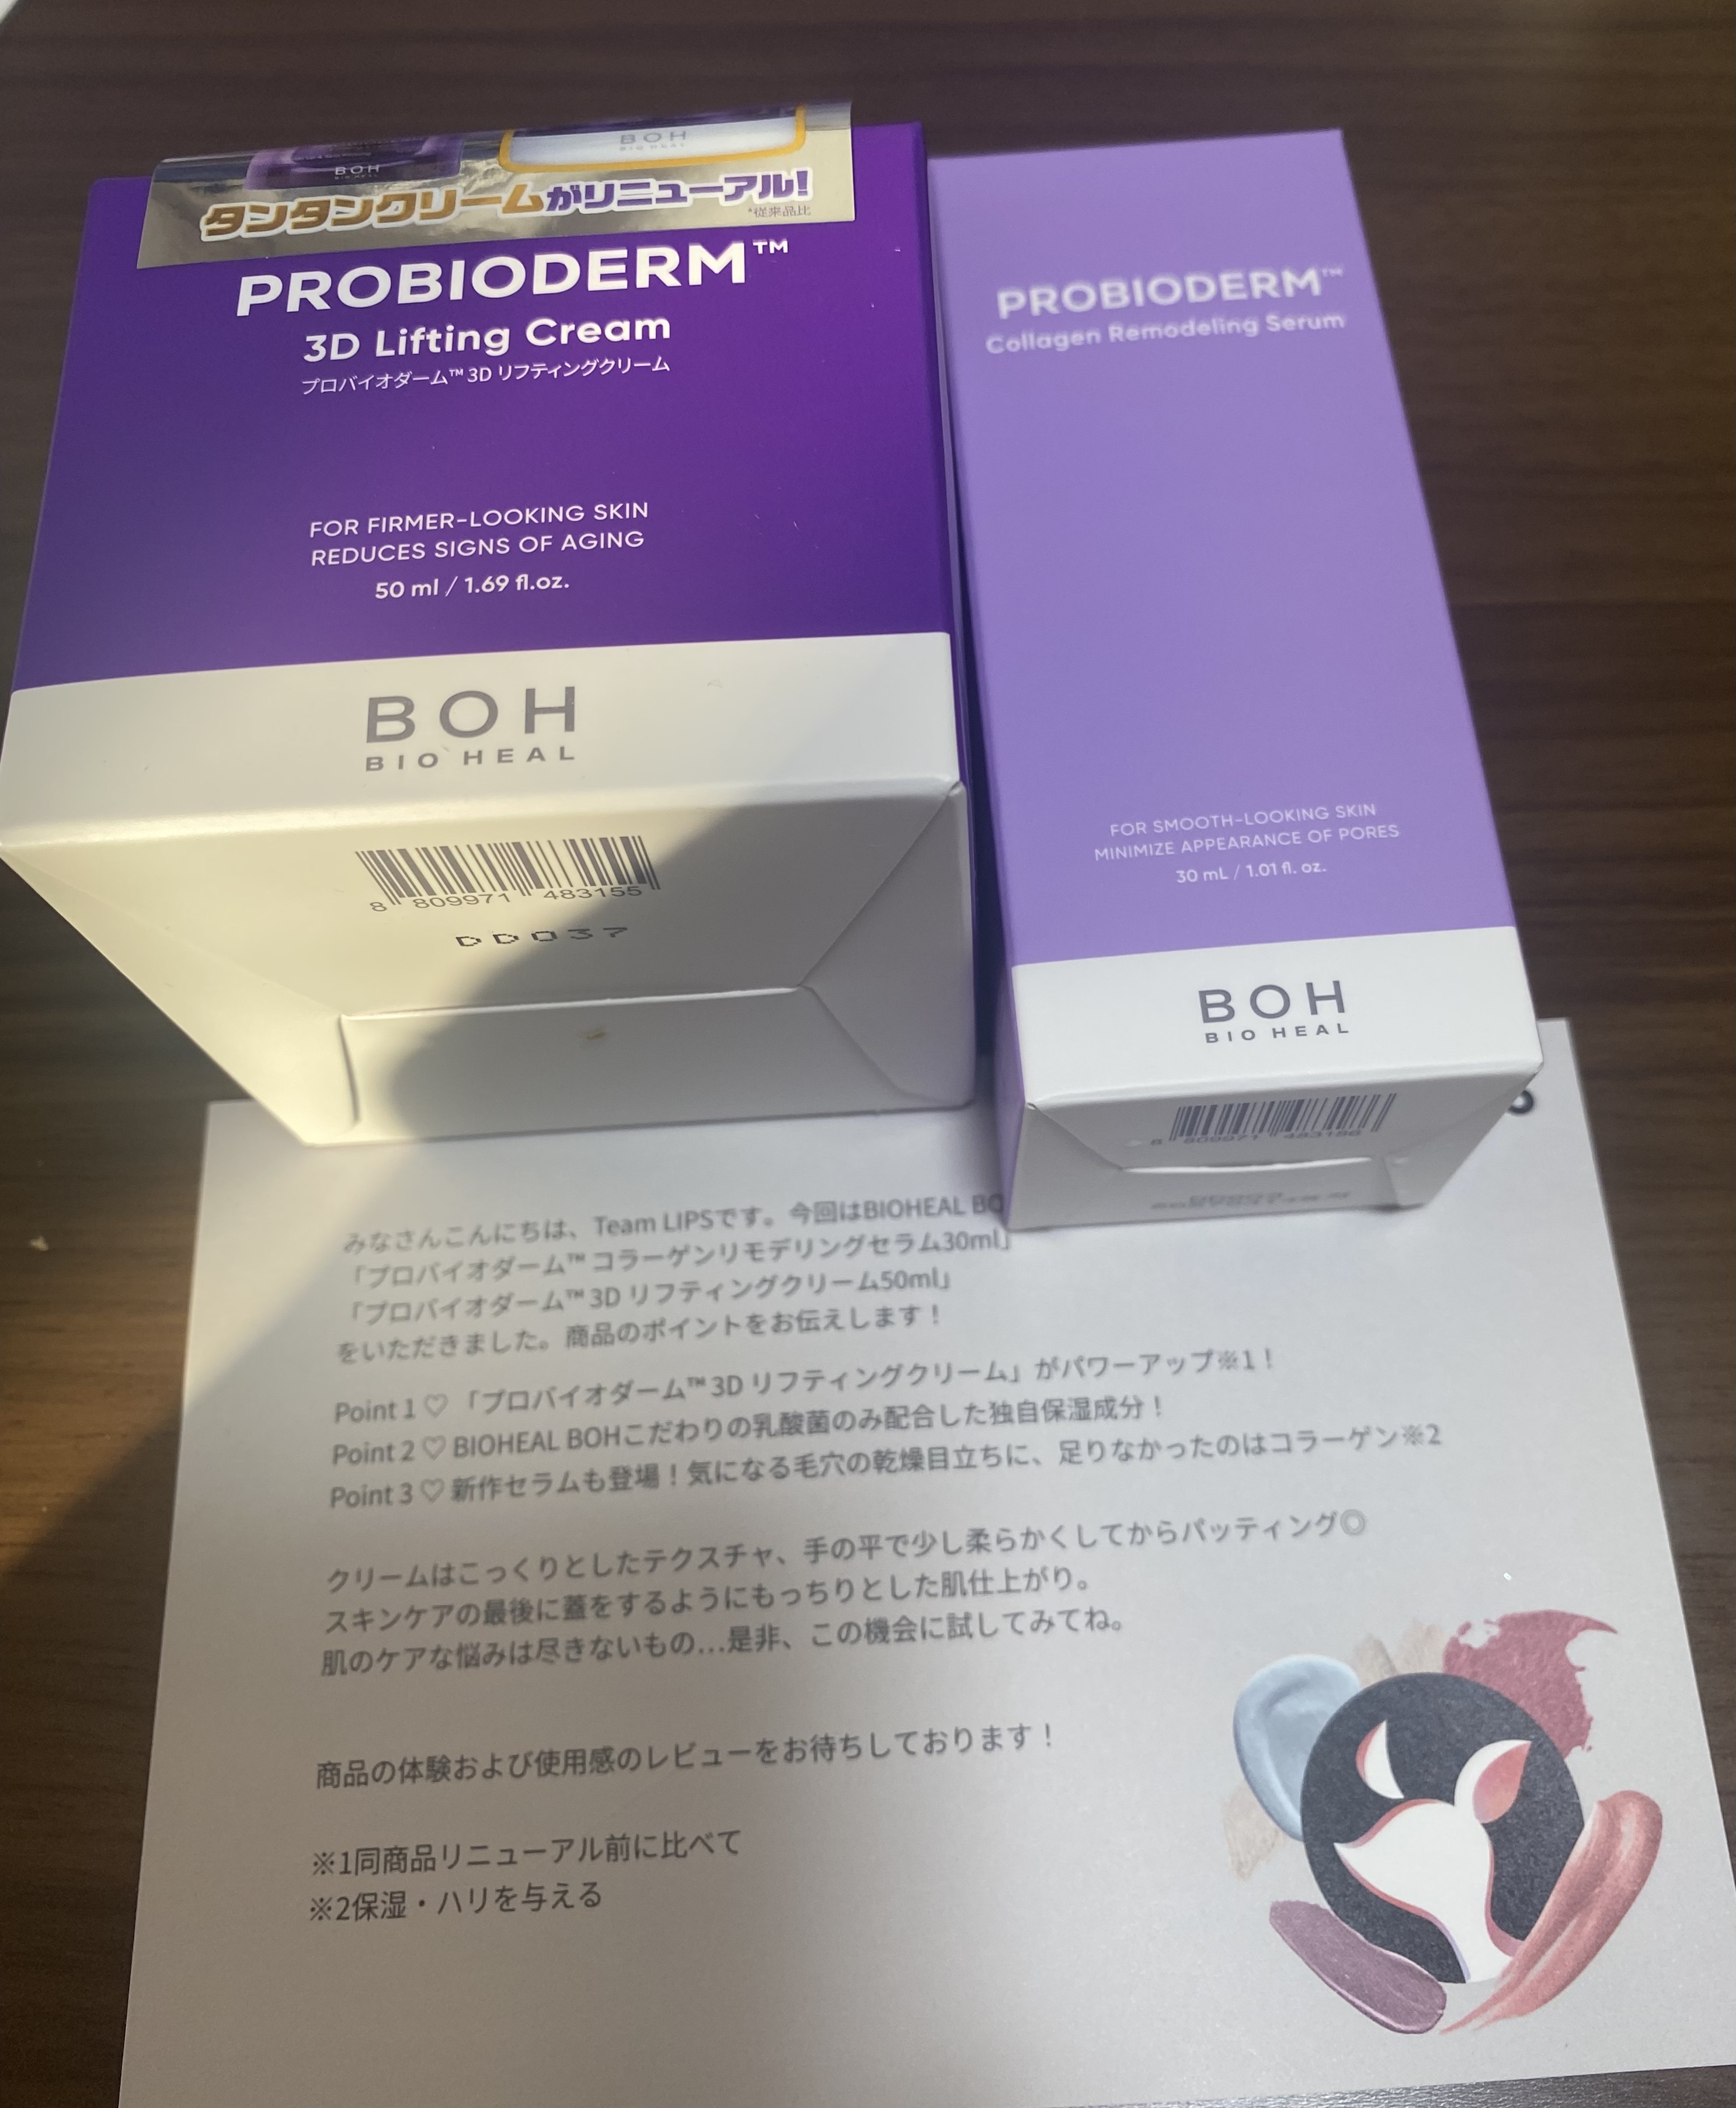 BOH
BIO HEAL
BOH
タンタンクリームがリニューアル!
*従来品比
PROBIODERM™
3D Lifting Cream
プロバイオダーム™ 3D リフティングクリーム
FOR FIRMER-LOOKING SKIN
REDUCES SIGNS OF AGING
50 ml / 1.69 fl.oz.
BOH
BIO HEAL
8 809971 483155
DD037
PROBIODERM™
Collagen Remodeling Serum
FOR SMOOTH-LOOKING SKIN
MINIMIZE APPEARANCE OF PORES
30 mL / 1.01 fl. oz.
BOH
BIO HEAL
8 809971 483186
みなさんこんにちは、Team LIPSです。今回はBIOHEAL BO
「プロバイオダーム™ コラーゲンリモデリングセラム30ml」
「プロバイオダーム™ 3D リフティングクリーム50ml」
をいただきました。商品のポイントをお伝えします！
Point 1 ♡ 「プロバイオダーム™ 3D リフティングクリーム」がパワーアップ※1！
Point 2 ♡ BIOHEAL BOHこだわりの乳酸菌のみ配合した独自保湿成分！
Point 3 ♡ 新作セラムも登場！気になる毛穴の乾燥目立ちに、足りなかったのはコラーゲン※2
クリームはこっくりとしたテクスチャ、手の平で少し柔らかくしてからパッティング◎
スキンケアの最後に蓋をするようにもっちりとした肌仕上がり。
肌のケアな悩みは尽きないもの…是非、この機会に試してみてね。
商品の体験および使用感のレビューをお待ちしております！
※1同商品リニューアル前に比べて
※2保湿・ハリを与える